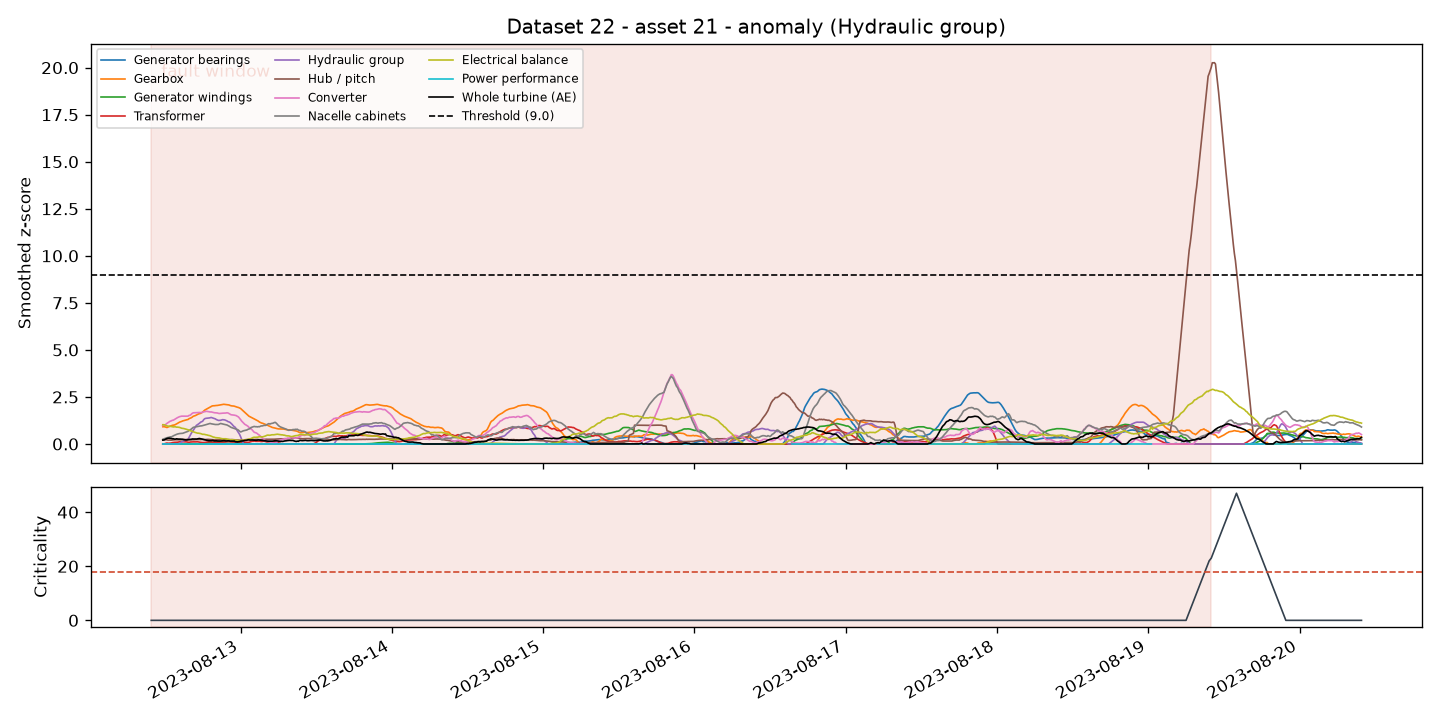 Dataset 22 - asset 21 - anomaly (Hydraulic group)
fault window
Generator bearings
Gearbox
Generator windings
Transformer
Hydraulic group
Hub / pitch
Converter
Nacelle cabinets
Electrical balance
Power performance
Whole turbine (AE)
Threshold (9.0)
Smoothed z-score
20.0
17.5
15.0
12.5
10.0
7.5
5.0
2.5
0.0
Criticality
40
20
0
2023-08-13
2023-08-14
2023-08-15
2023-08-16
2023-08-17
2023-08-18
2023-08-19
2023-08-20